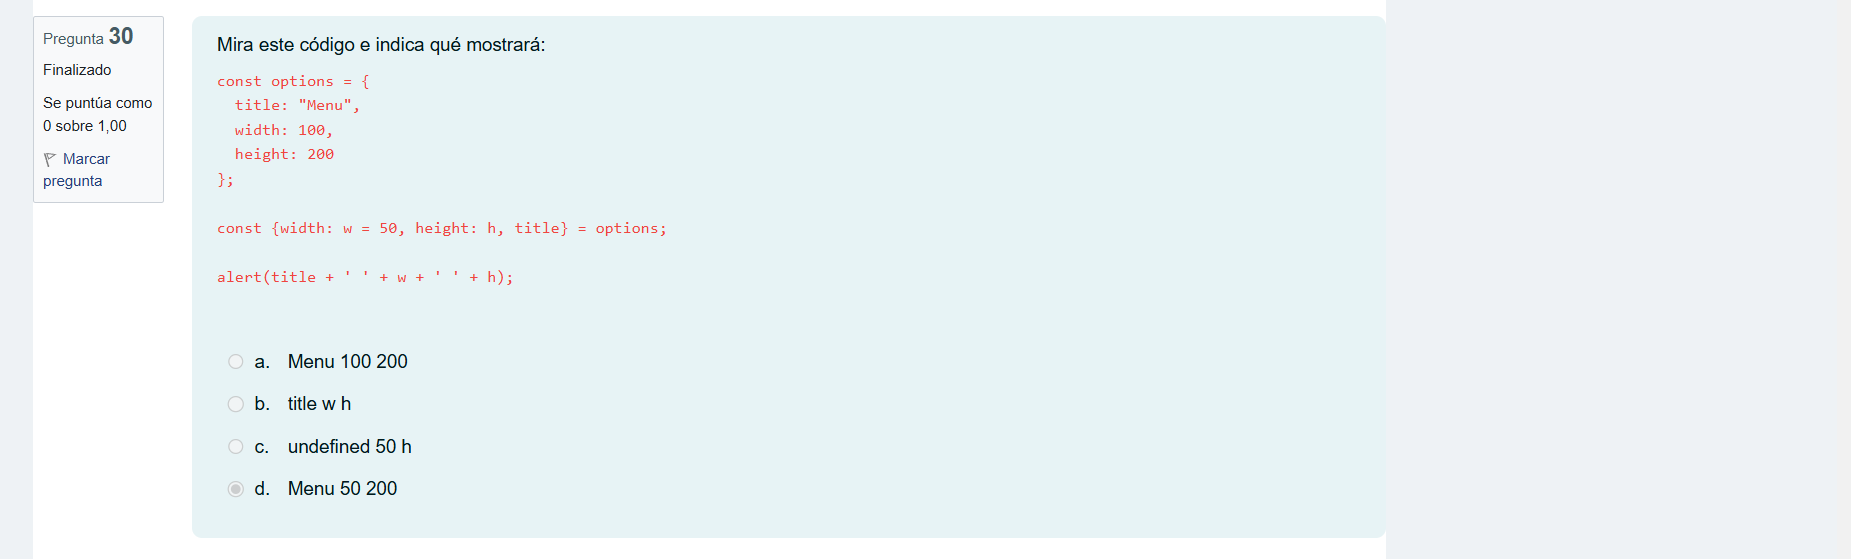 Pregunta 30
Finalizado
Se puntúa como
0 sobre 1,00
Marcar
pregunta
Mira este código e indica qué mostrará:
const options = {
  title: "Menu",
  width: 100,
  height: 200
};
const {width: w = 50, height: h, title} = options;
alert(title + ' ' + w + ' ' + h);
a. Menu 100 200
b. title w h
c. undefined 50 h
d. Menu 50 200